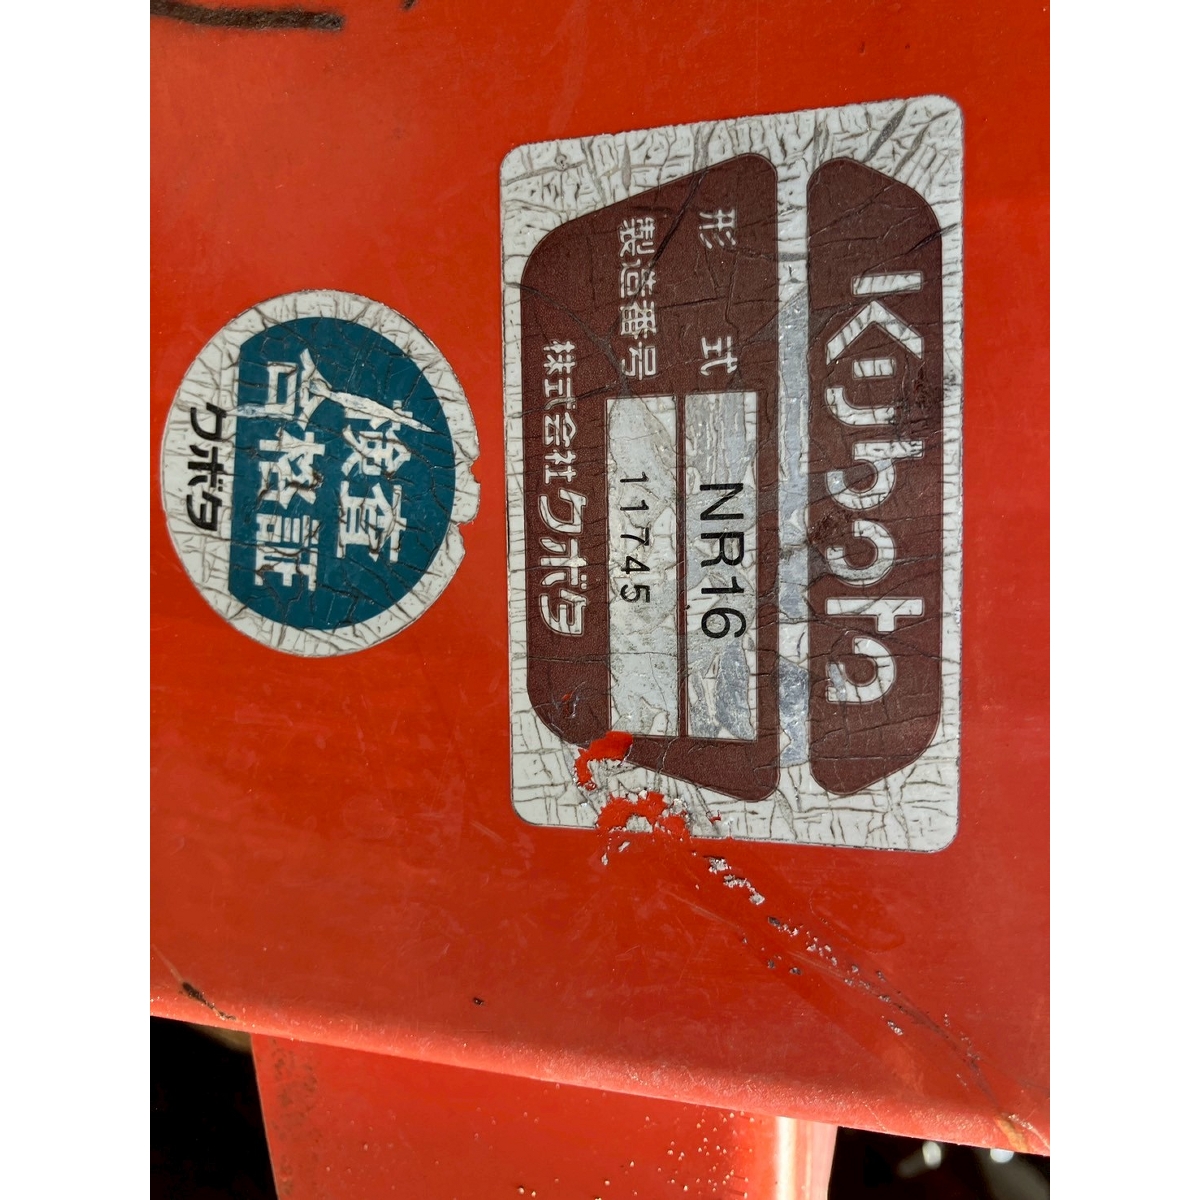 Kubota
形式 NR16
製造番号 11745
株式会社クボタ
検査
合格証
クボタ